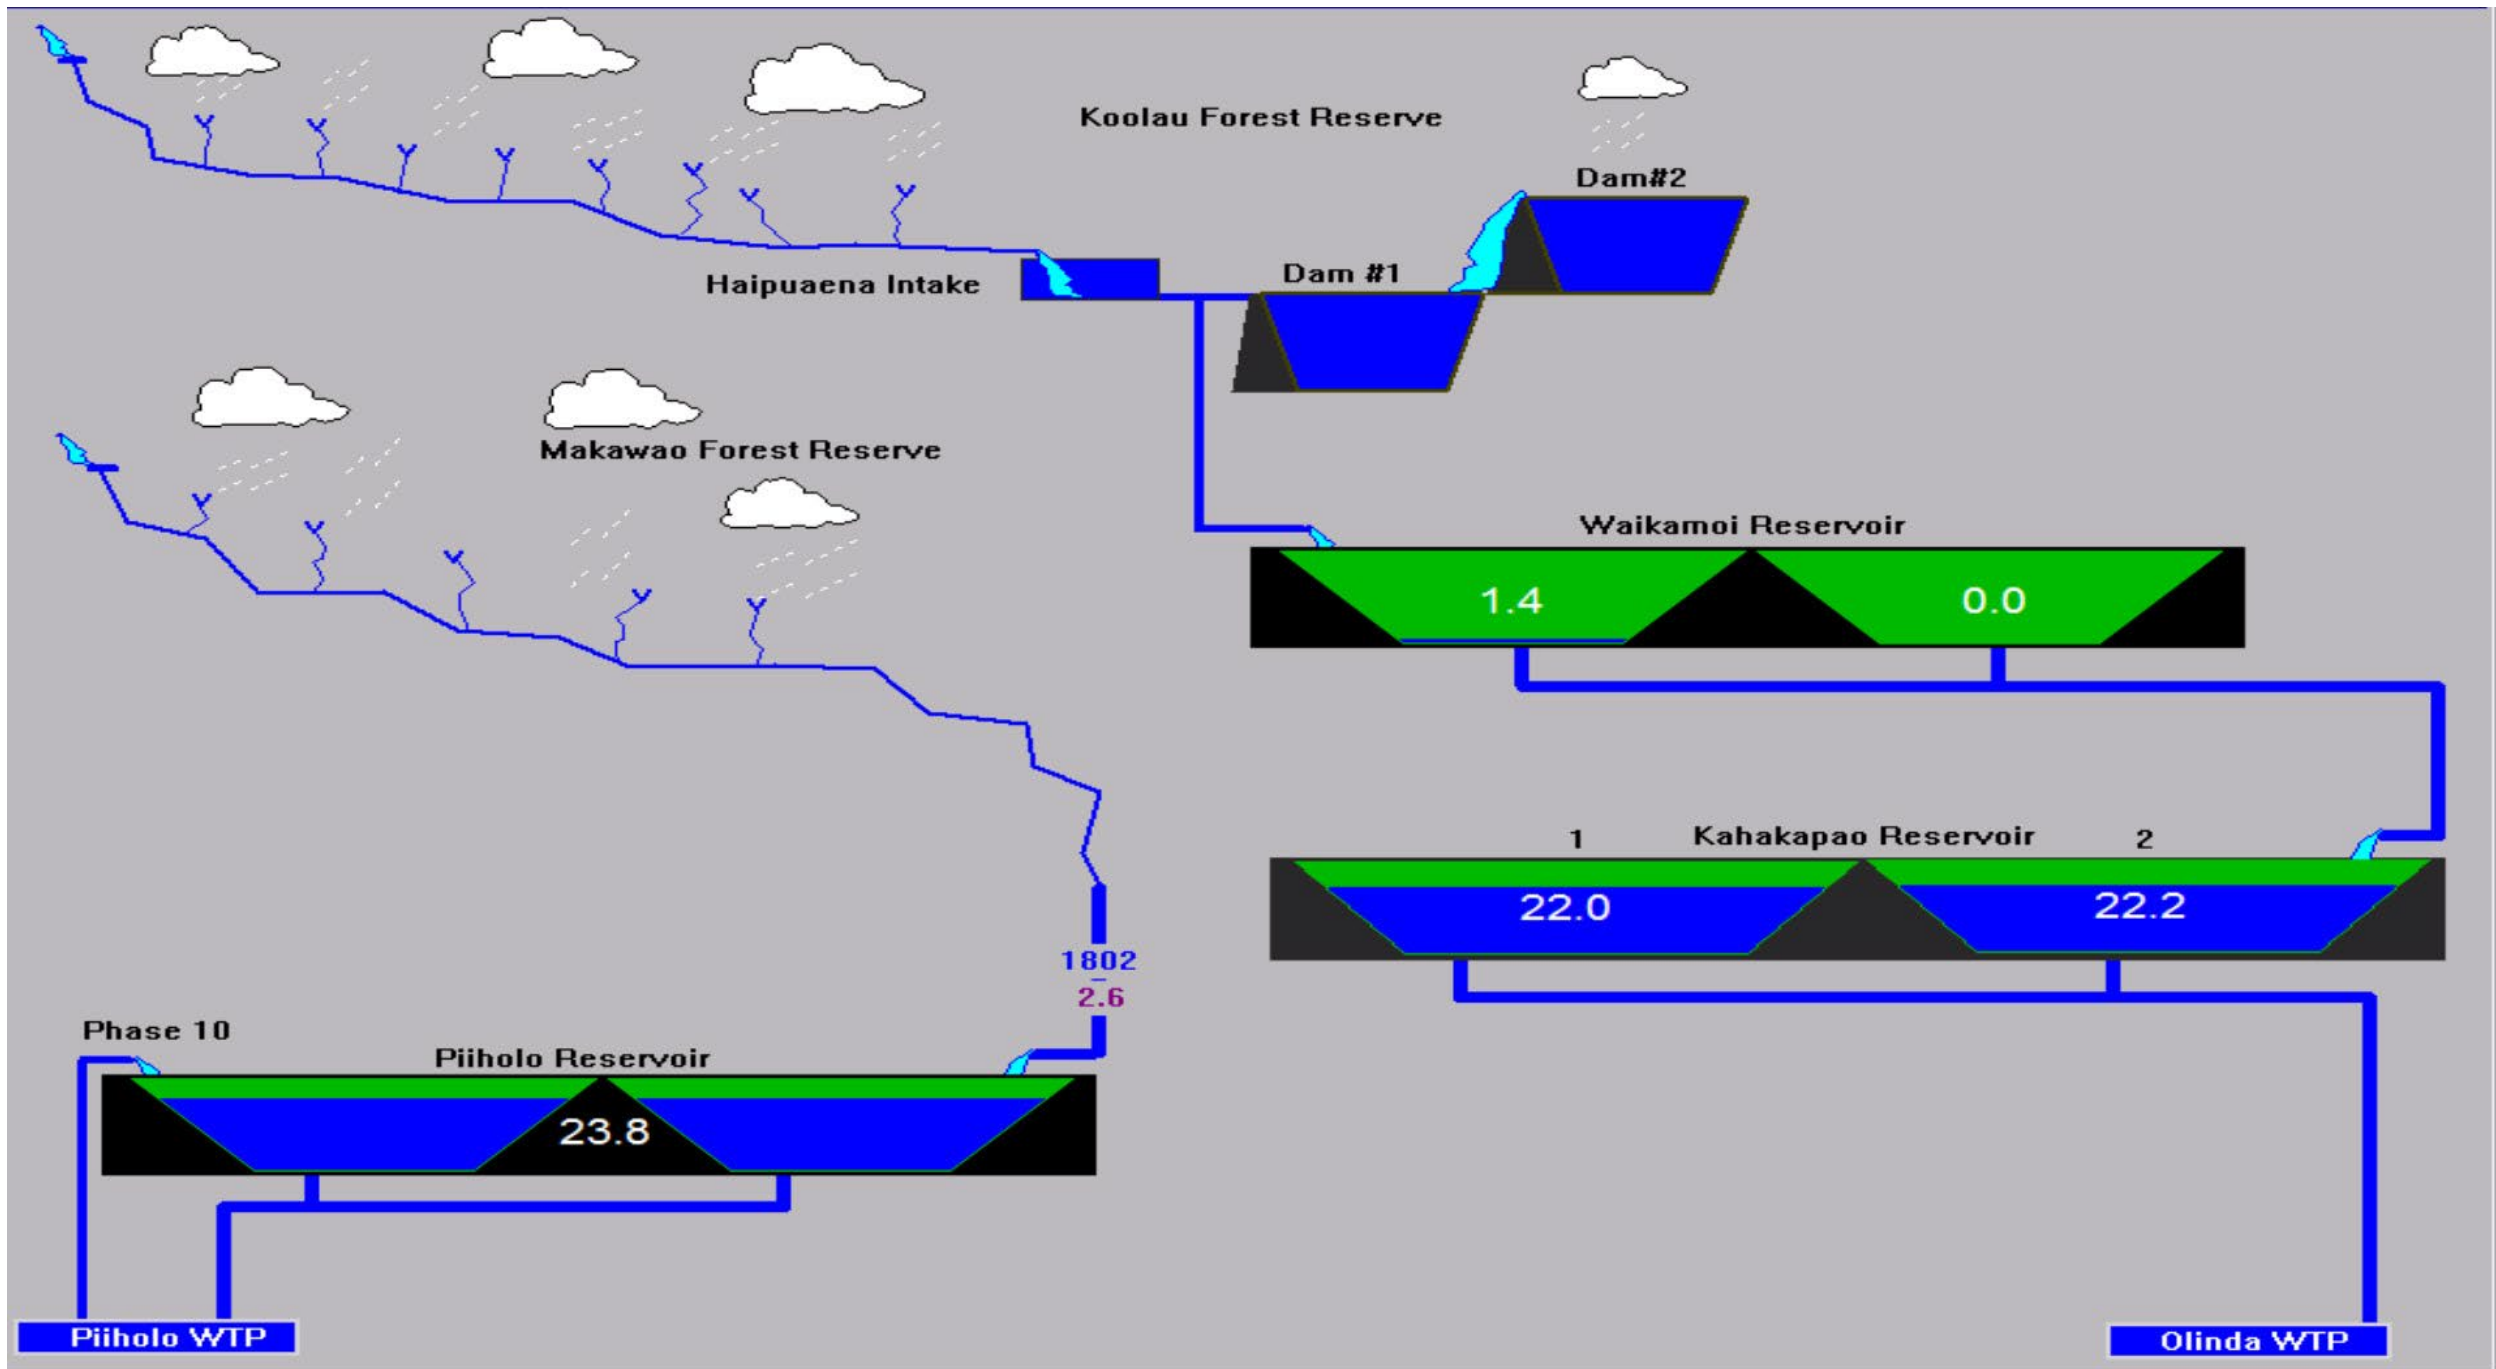 Koolau Forest Reserve
Dam#2
Dam #1
Haipuaena Intake
Makawao Forest Reserve
Waikamoi Reservoir
1.4
0.0
1
Kahakapao Reservoir
2
22.0
22.2
1802
2.6
Phase 10
Piiholo Reservoir
23.8
Piiholo WTP
Olinda WTP